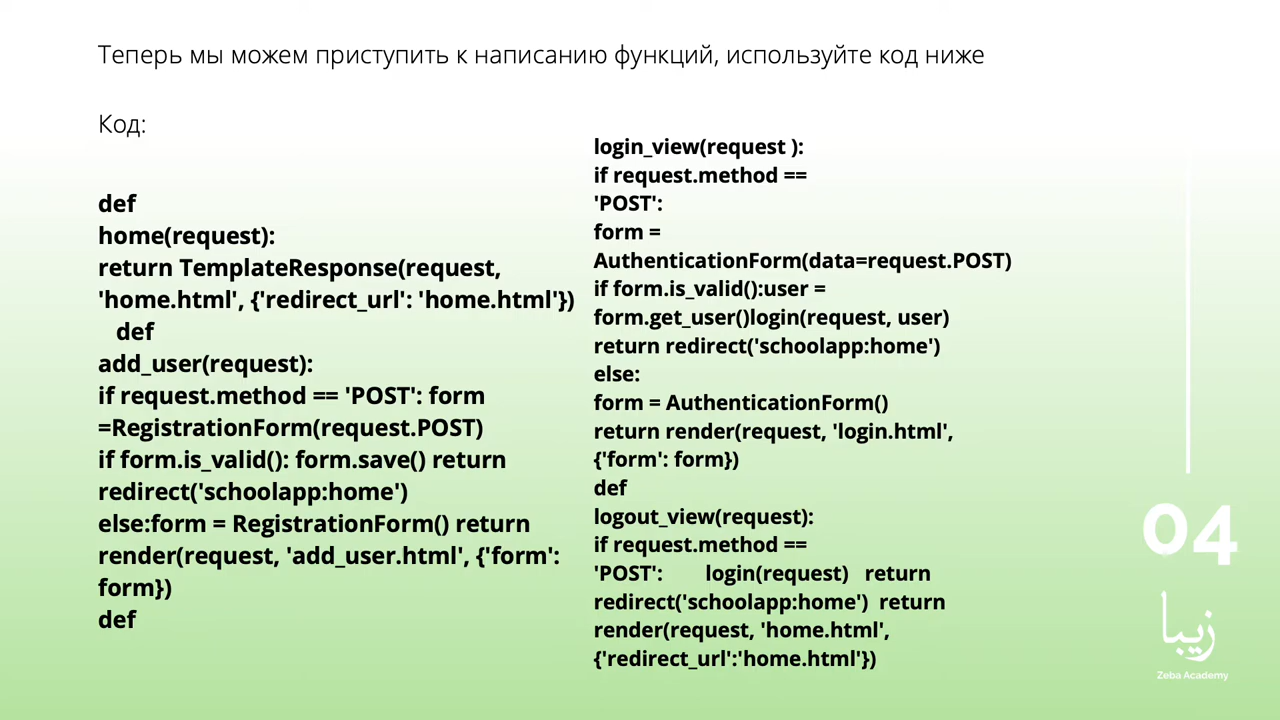 Теперь мы можем приступить к написанию функций, используйте код ниже
Код:
def
home(request):
return TemplateResponse(request,
'home.html', {'redirect_url': 'home.html'})
def
add_user(request):
if request.method == 'POST': form
=RegistrationForm(request.POST)
if form.is_valid(): form.save() return
redirect('schoolapp:home')
else:form = RegistrationForm() return
render(request, 'add_user.html', {'form':
form})
def
login_view(request ):
if request.method ==
'POST':
form =
AuthenticationForm(data=request.POST)
if form.is_valid():user =
form.get_user()login(request, user)
return redirect('schoolapp:home')
else:
form = AuthenticationForm()
return render(request, 'login.html',
{'form': form})
def
logout_view(request):
if request.method ==
'POST': login(request) return
redirect('schoolapp:home') return
render(request, 'home.html',
{'redirect_url':'home.html'})
04
زيبا
Zeba Academy